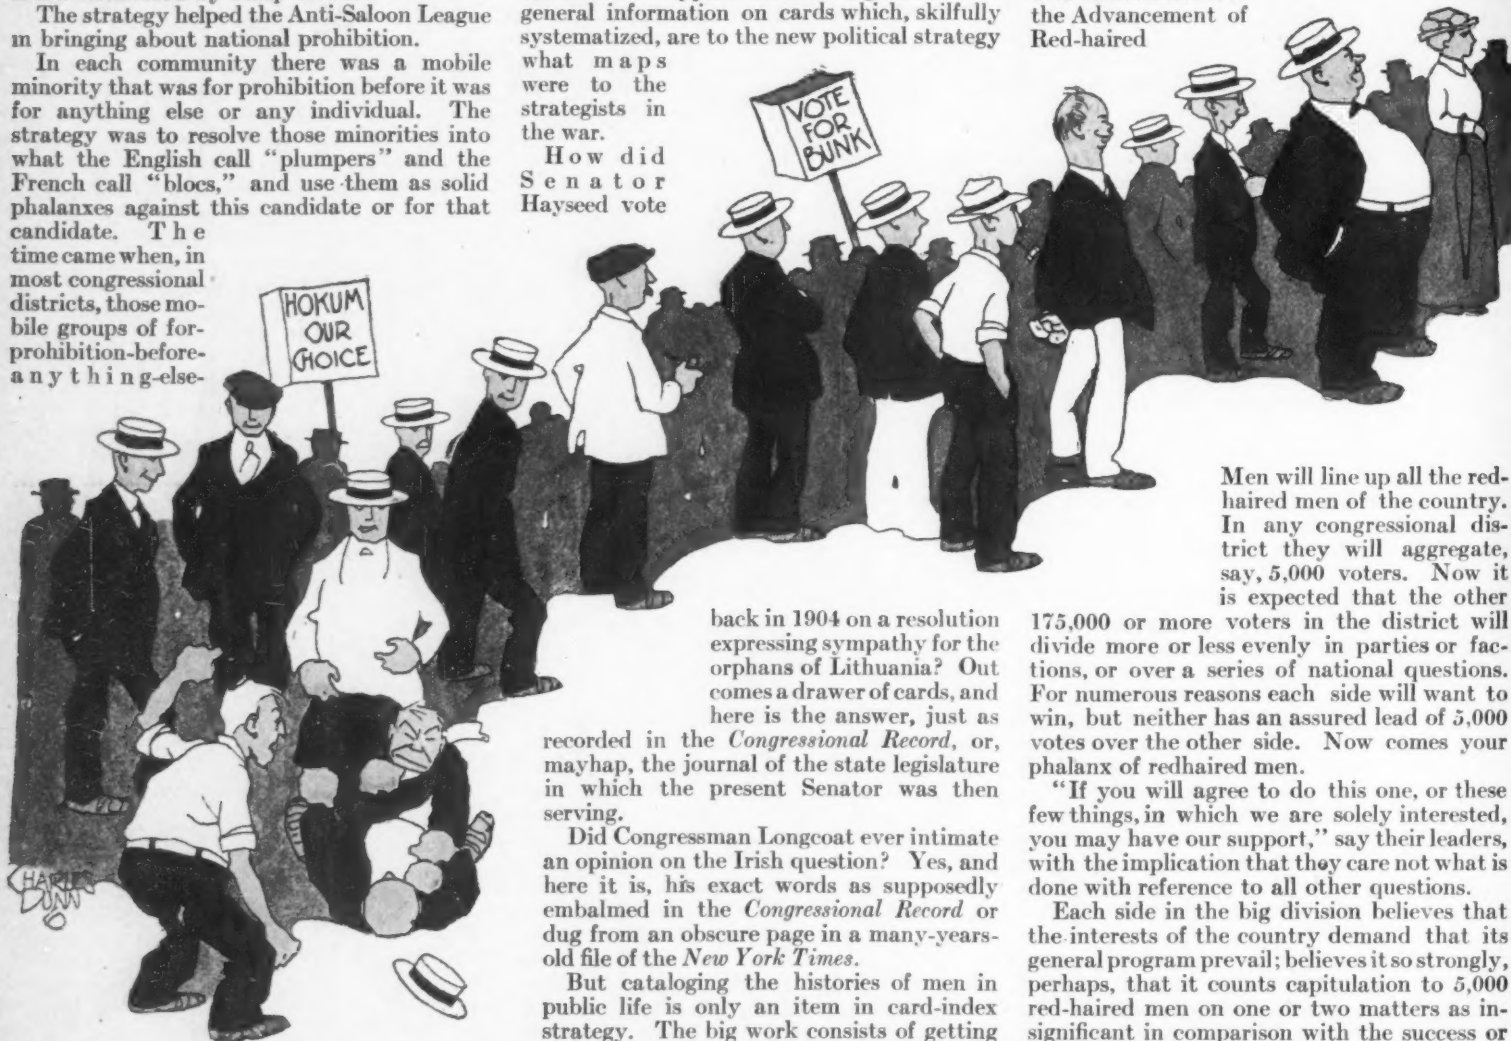 The strategy helped the Anti-Saloon League
in bringing about national prohibition.
In each community there was a mobile
minority that was for prohibition before it was
for anything else or any individual. The
strategy was to resolve those minorities into
what the English call “plumpers” and the
French call “blocs,” and use them as solid
phalanxes against this candidate or for that
candidate. The
time came when, in
most congressional
districts, those mo-
bile groups of for-
prohibition-before-
anything-else-
general information on cards which, skilfully
systematized, are to the new political strategy
what maps
were to the
strategists in
the war.
How did
Senator
Hayseed vote
back in 1904 on a resolution
expressing sympathy for the
orphans of Lithuania? Out
comes a drawer of cards, and
here is the answer, just as
recorded in the Congressional Record, or,
mayhap, the journal of the state legislature
in which the present Senator was then
serving.
Did Congressman Longcoat ever intimate
an opinion on the Irish question? Yes, and
here it is, his exact words as supposedly
embalmed in the Congressional Record or
dug from an obscure page in a many-years-
old file of the New York Times.
But cataloging the histories of men in
public life is only an item in card-index
strategy. The big work consists of getting
the Advancement of
Red-haired
Men will line up all the red-
haired men of the country.
In any congressional dis-
trict they will aggregate,
say, 5,000 voters. Now it
is expected that the other
175,000 or more voters in the district will
divide more or less evenly in parties or fac-
tions, or over a series of national questions.
For numerous reasons each side will want to
win, but neither has an assured lead of 5,000
votes over the other side. Now comes your
phalanx of redhaired men.
“If you will agree to do this one, or these
few things, in which we are solely interested,
you may have our support,” say their leaders,
with the implication that they care not what is
done with reference to all other questions.
Each side in the big division believes that
the interests of the country demand that its
general program prevail; believes it so strongly,
perhaps, that it counts capitulation to 5,000
red-haired men on one or two matters as in-
significant in comparison with the success or
VOTE
FOR
BUNK
HOKUM
OUR
CHOICE
CHARLES
DUNN